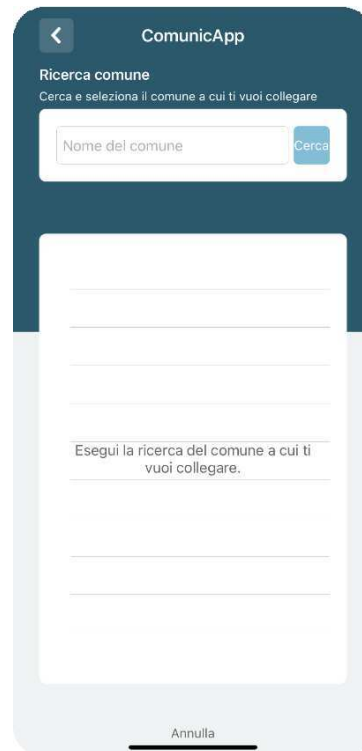 ComunicApp
Ricerca comune
Cerca e seleziona il comune a cui ti vuoi collegare
Nome del comune
Cerca
Esegui la ricerca del comune a cui ti
vuoi collegare.
Annulla